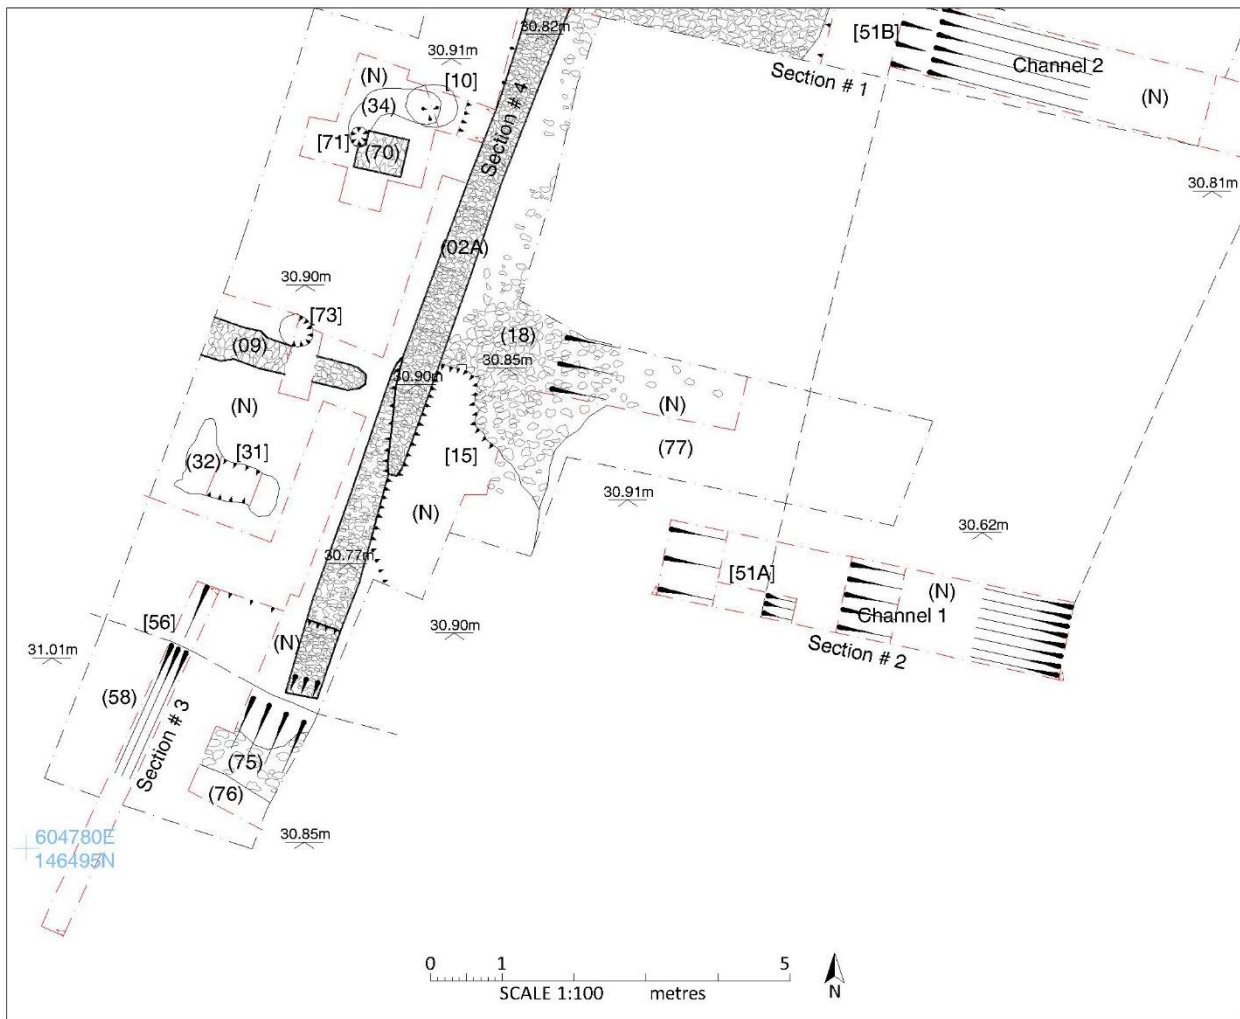 30.82m
[51B]
30.91m
Channel 2
(N)
[10]
Section # 1
(N)
(34)
Section # 4
[71]
(70)
30.81m
(02A)
30.90m
[73]
(18)
(09)
30.85m
30.90m
(N)
(N)
[15]
(77)
(32)
[31]
30.91m
(N)
30.62m
30.77m
[51A]
(N)
Channel 1
[56]
30.90m
(N)
31.01m
Section # 2
(58)
Section # 3
(75)
(76)
30.85m
604780E
146495N
0 1 5
SCALE 1:100 metres
N